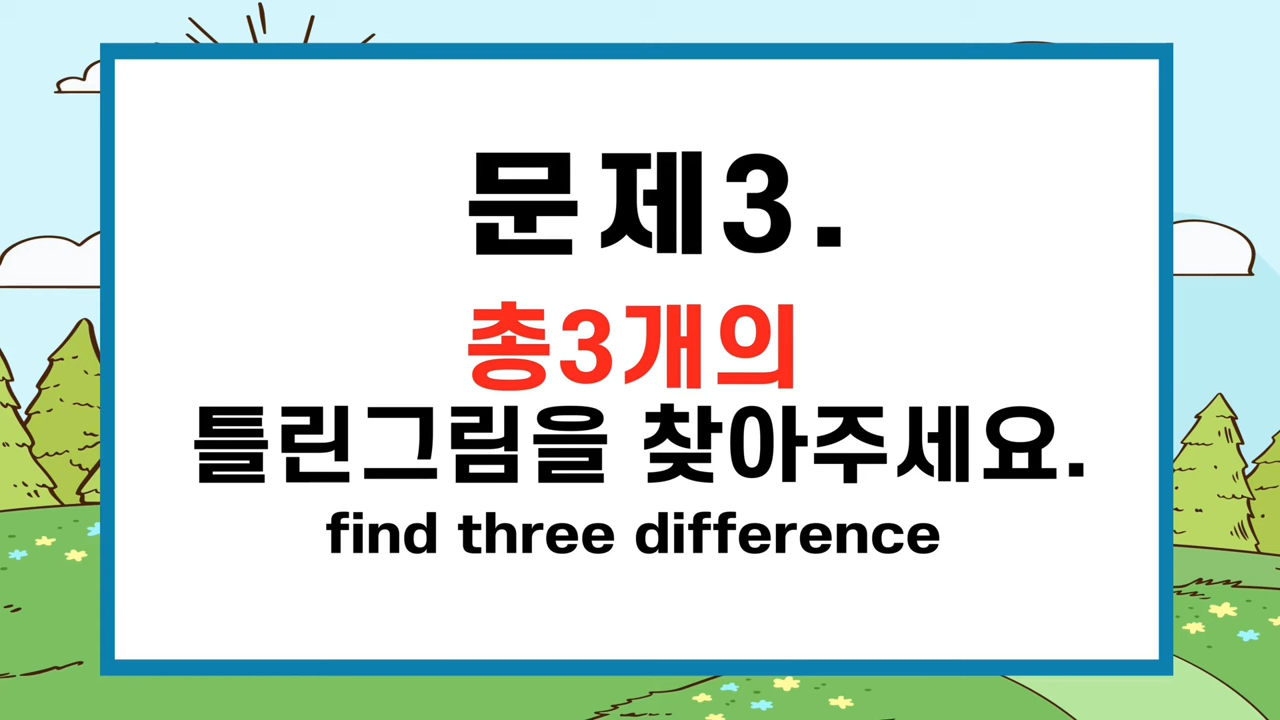 문제3.
총3개의
틀린그림을 찾아주세요.
find three difference